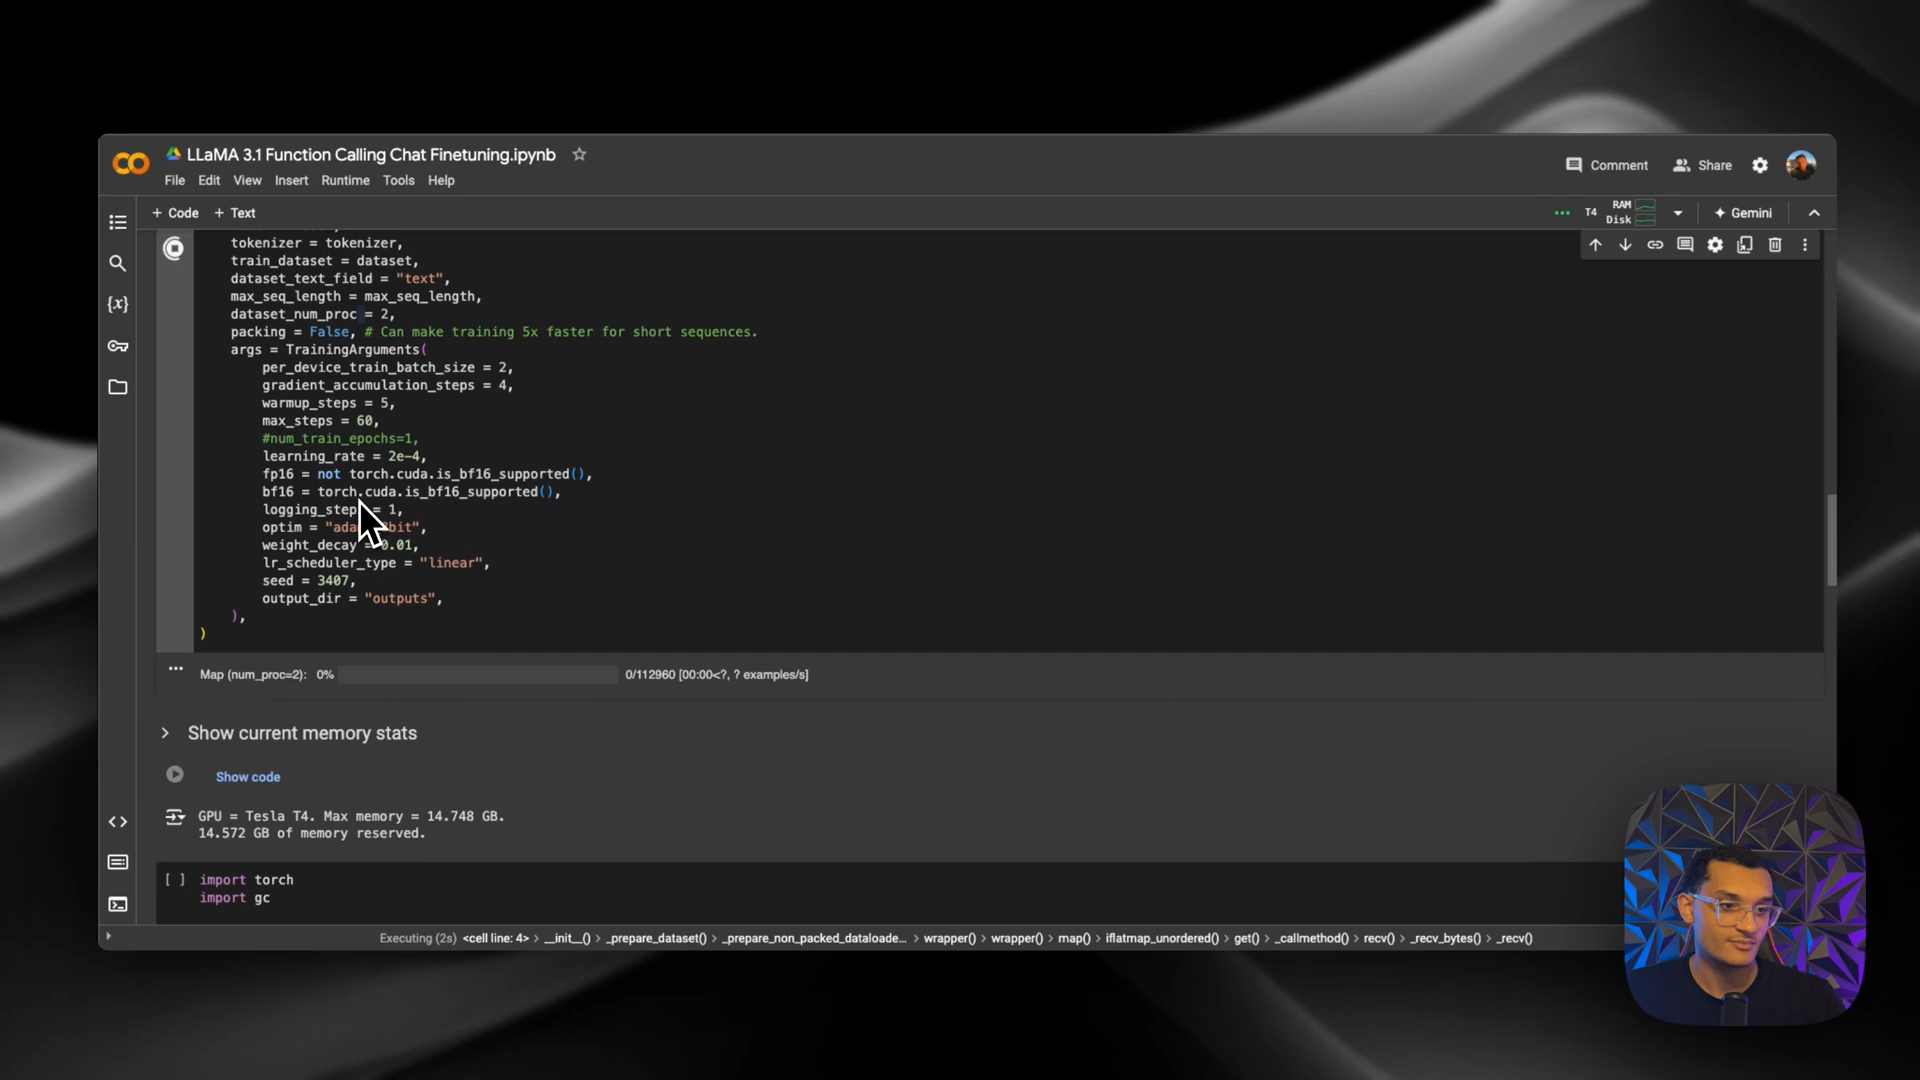 LLaMA 3.1 Function Calling Chat Finetuning.ipynb
Comment
Share
File Edit View Insert Runtime Tools Help
+ Code + Text
T4
RAM
Disk
Gemini
{x}
tokenizer = tokenizer,
train_dataset = dataset,
dataset_text_field = "text",
max_seq_length = max_seq_length,
dataset_num_proc = 2,
packing = False, # Can make training 5x faster for short sequences.
args = TrainingArguments(
per_device_train_batch_size = 2,
gradient_accumulation_steps = 4,
warmup_steps = 5,
max_steps = 60,
#num_train_epochs=1,
learning_rate = 2e-4,
fp16 = not torch.cuda.is_bf16_supported(),
bf16 = torch.cuda.is_bf16_supported(),
logging_step = 1,
optim = "ada bit",
weight_decay = 0.01,
lr_scheduler_type = "linear",
seed = 3407,
output_dir = "outputs",
),
)
Map (num_proc=2): 0% 0/112960 [00:00<?, ? examples/s]
Show current memory stats
Show code
GPU = Tesla T4. Max memory = 14.748 GB.
14.572 GB of memory reserved.
[ ] import torch
import gc
Executing (2s) <cell line: 4> > __init__() > _prepare_dataset() > _prepare_non_packed_dataloade... > wrapper() > wrapper() > map() > iflatmap_unordered() > get() > _callmethod() > recv() > _recv_bytes() > _recv()